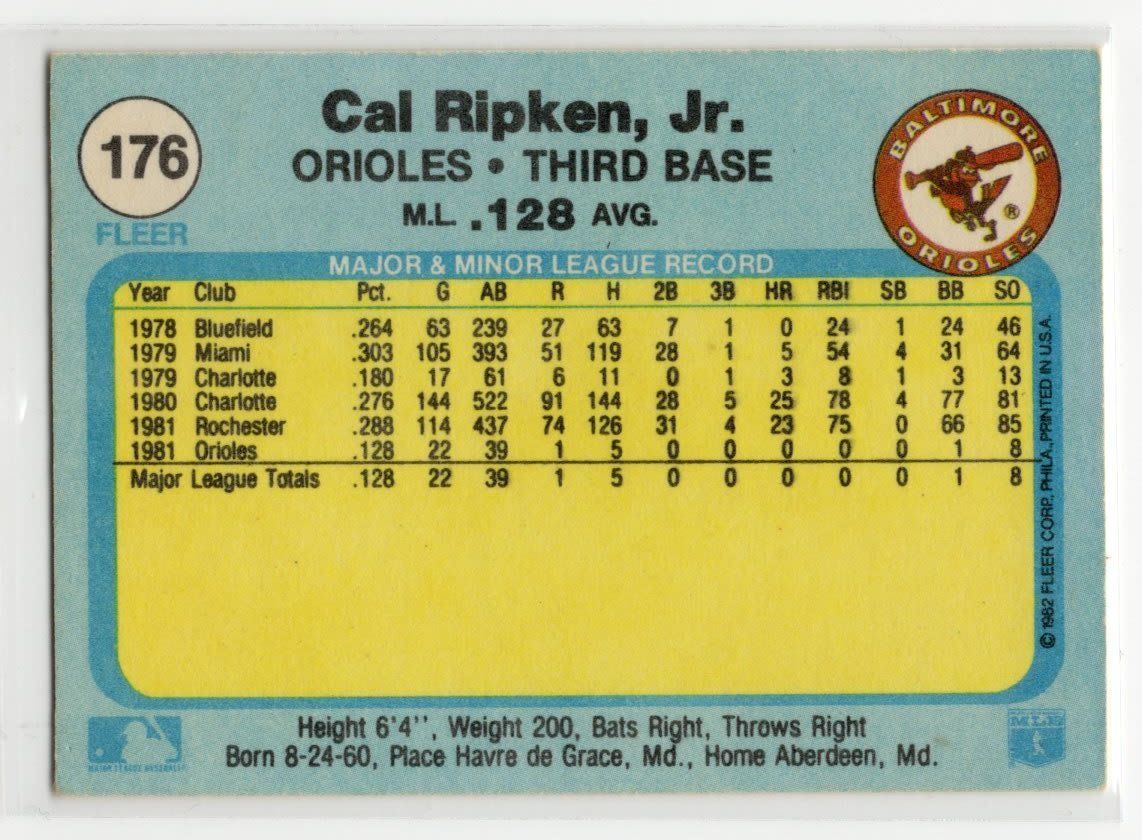 176
FLEER
Cal Ripken, Jr.
ORIOLES • THIRD BASE
M.L. .128 AVG.
BALTIMORE
ORIOLES
®
MAJOR & MINOR LEAGUE RECORD
Year Club Pct. G AB R H 2B 3B HR RBI SB BB SO
1978 Bluefield .264 63 239 27 63 7 1 0 24 1 24 46
1979 Miami .303 105 393 51 119 28 1 5 54 4 31 64
1979 Charlotte .180 17 61 6 11 0 1 3 8 1 3 13
1980 Charlotte .276 144 522 91 144 28 5 25 78 4 77 81
1981 Rochester .288 114 437 74 126 31 4 23 75 0 66 85
1981 Orioles .128 22 39 1 5 0 0 0 0 0 1 8
Major League Totals .128 22 39 1 5 0 0 0 0 0 1 8
© 1982 FLEER CORP., PHILA., PRINTED IN U.S.A.
Height 6'4'', Weight 200, Bats Right, Throws Right
Born 8-24-60, Place Havre de Grace, Md., Home Aberdeen, Md.
MAJOR LEAGUE BASEBALL